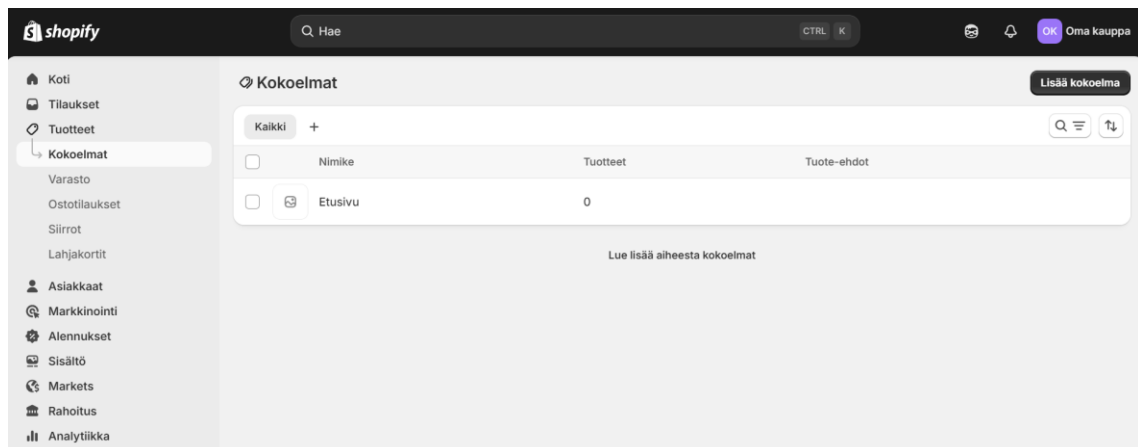 shopify
Hae
CTRL K
OK Oma kauppa
Koti
Tilaukset
Tuotteet
Kokoelmat
Varasto
Ostotilaukset
Siirrot
Lahjakortit
Asiakkaat
Markkinointi
Alennukset
Sisältö
Markets
Rahoitus
Analytiikka
Kokoelmat
Lisää kokoelma
Kaikki +
Nimike Tuotteet Tuote-ehdot
Etusivu 0
Lue lisää aiheesta kokoelmat